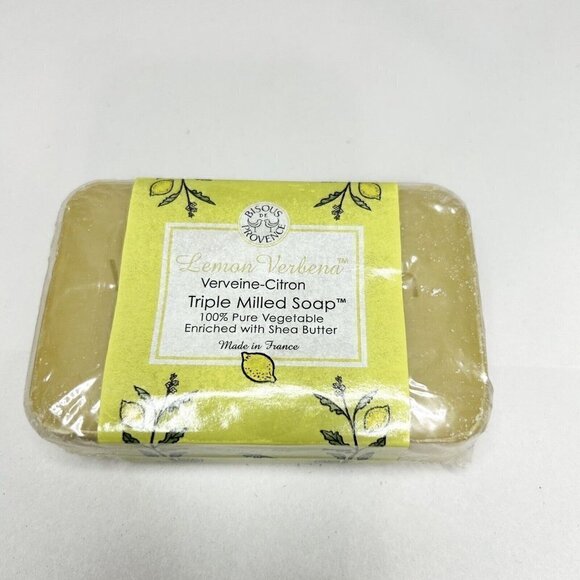 BISOUS
DE
PROVENCE
Lemon Verbena™
Verveine-Citron
Triple Milled Soap™
100% Pure Vegetable
Enriched with Shea Butter
Made in France